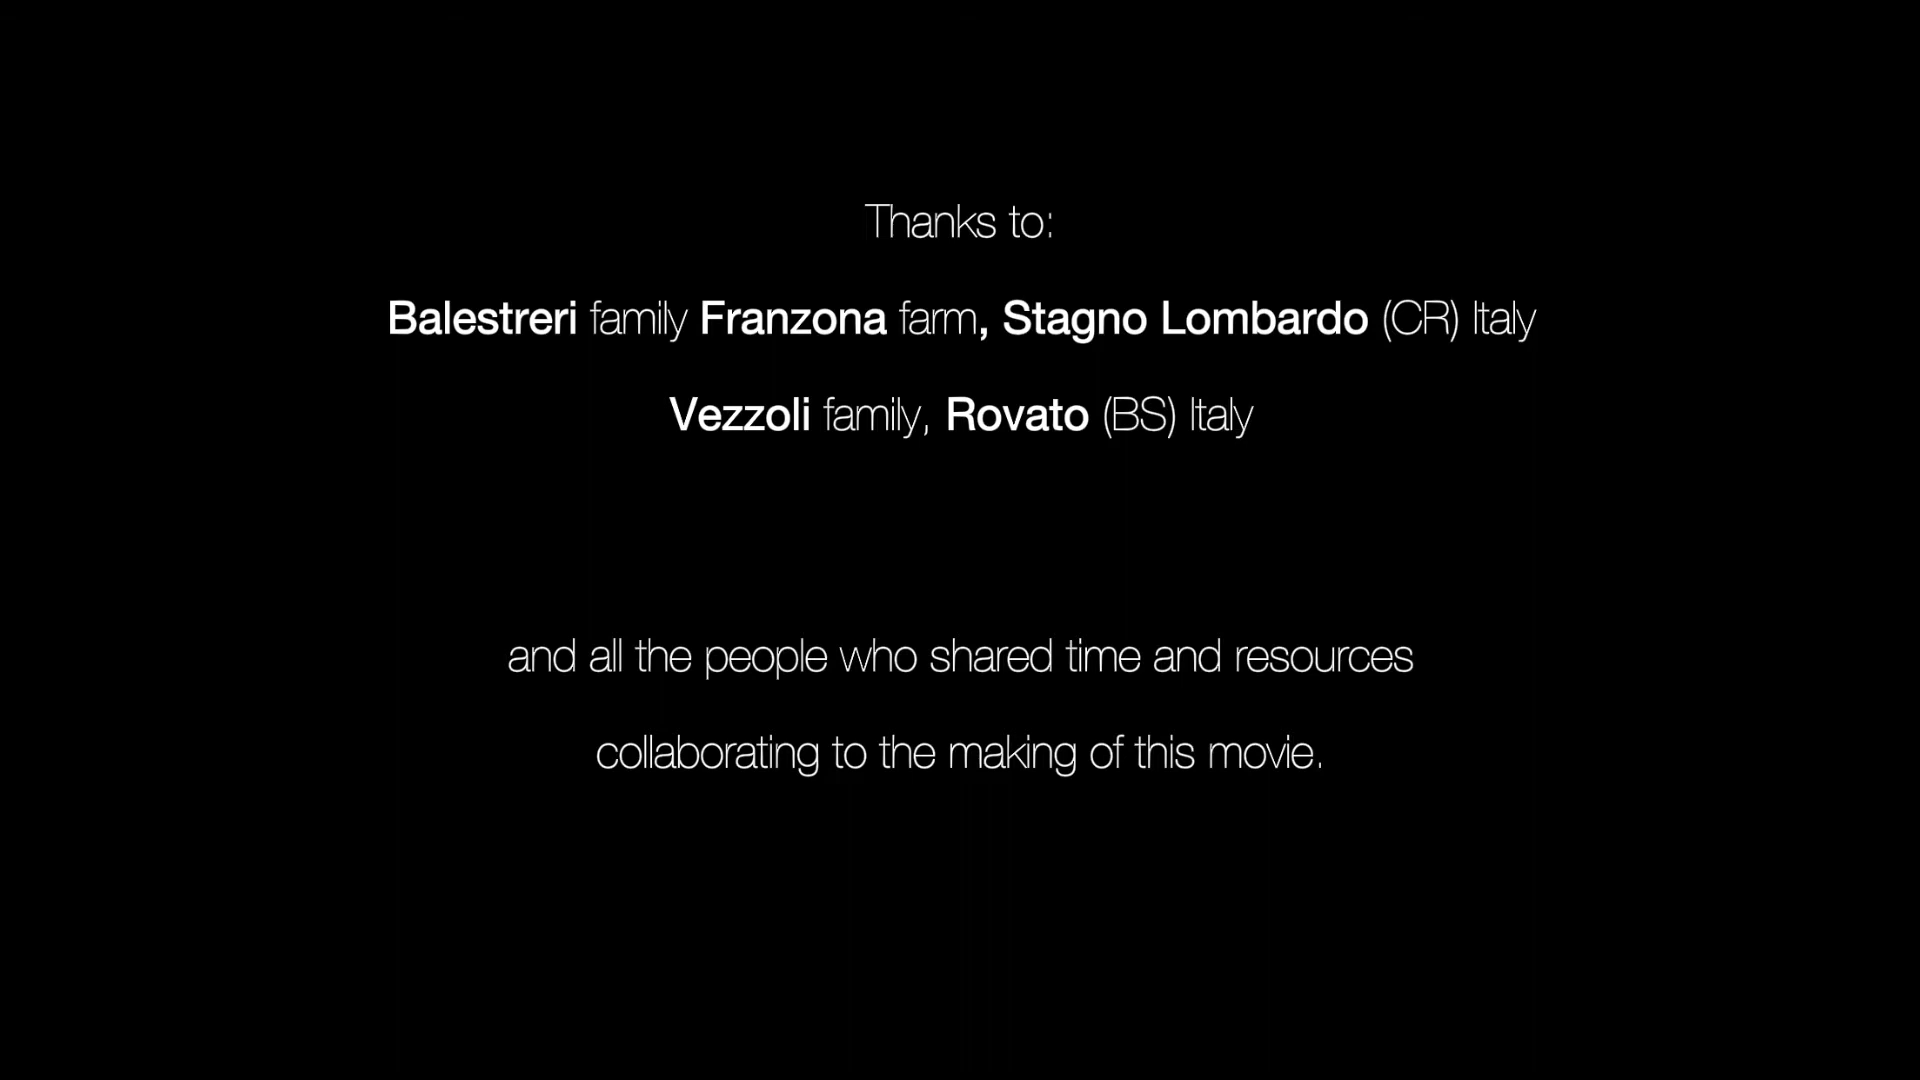 Thanks to:
Balestreri family Franzona farm, Stagno Lombardo (CR) Italy
Vezzoli family, Rovato (BS) Italy
and all the people who shared time and resources
collaborating to the making of this movie.